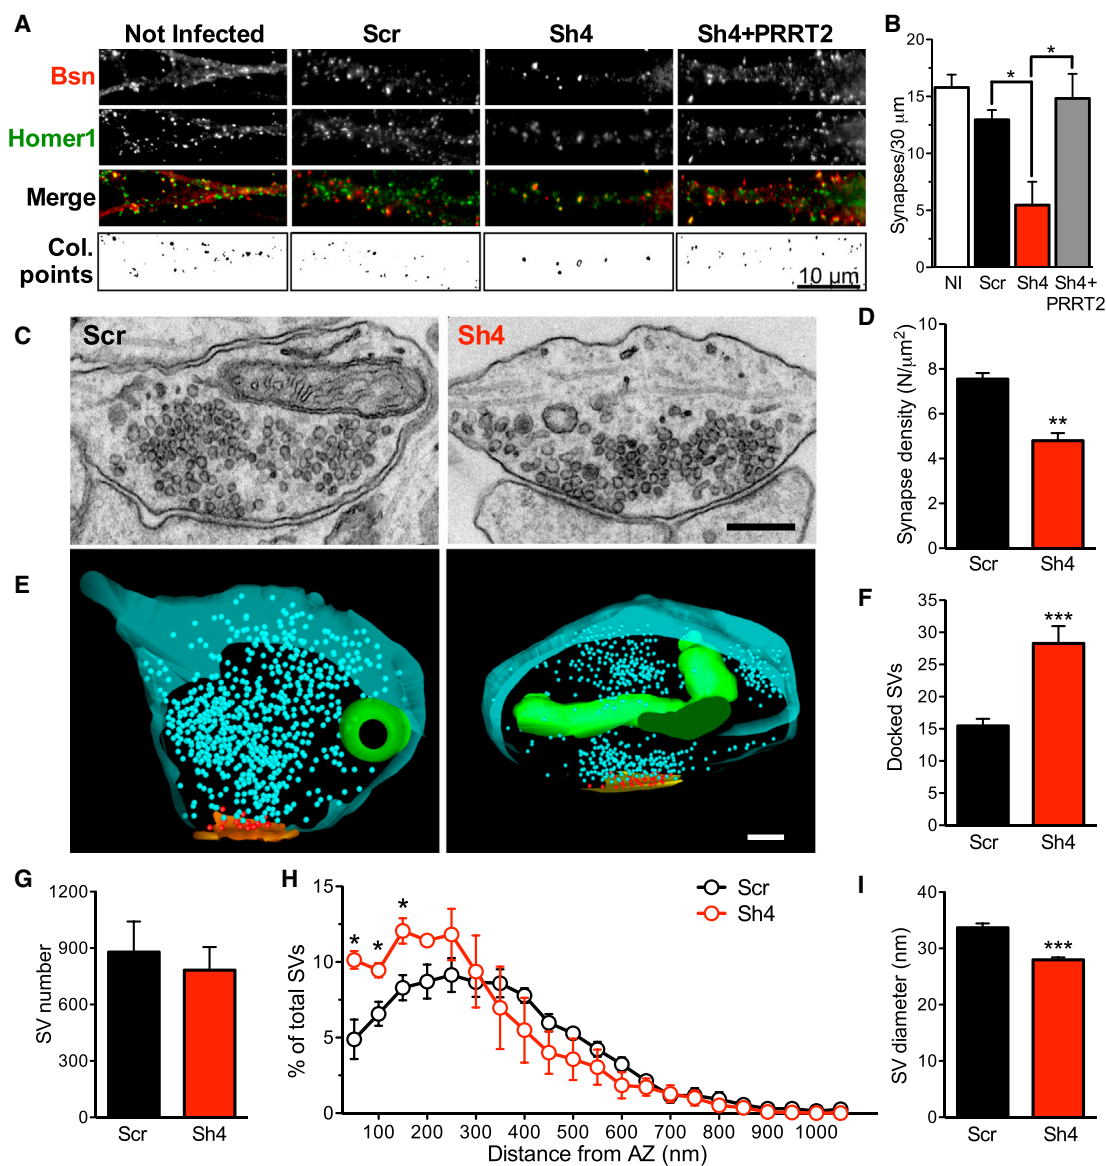 A
Not Infected
Scr
Sh4
Sh4+PRRT2
Bsn
Homer1
Merge
Col.
points
10 µm
B
20
15
10
5
0
Synapses/30 µm
*
*
NI
Scr
Sh4
Sh4+
PRRT2
C
Scr
Sh4
D
10
8
6
4
2
0
Synapse density (N/µm²)
**
Scr
Sh4
E
F
35
30
25
20
15
10
5
0
Docked SVs
***
Scr
Sh4
G
1200
900
600
300
0
SV number
Scr
Sh4
H
15
10
5
0
% of total SVs
*
*
*
Scr
Sh4
100 200 300 400 500 600 700 800 900 1000
Distance from AZ (nm)
I
40
30
20
10
0
SV diameter (nm)
***
Scr
Sh4